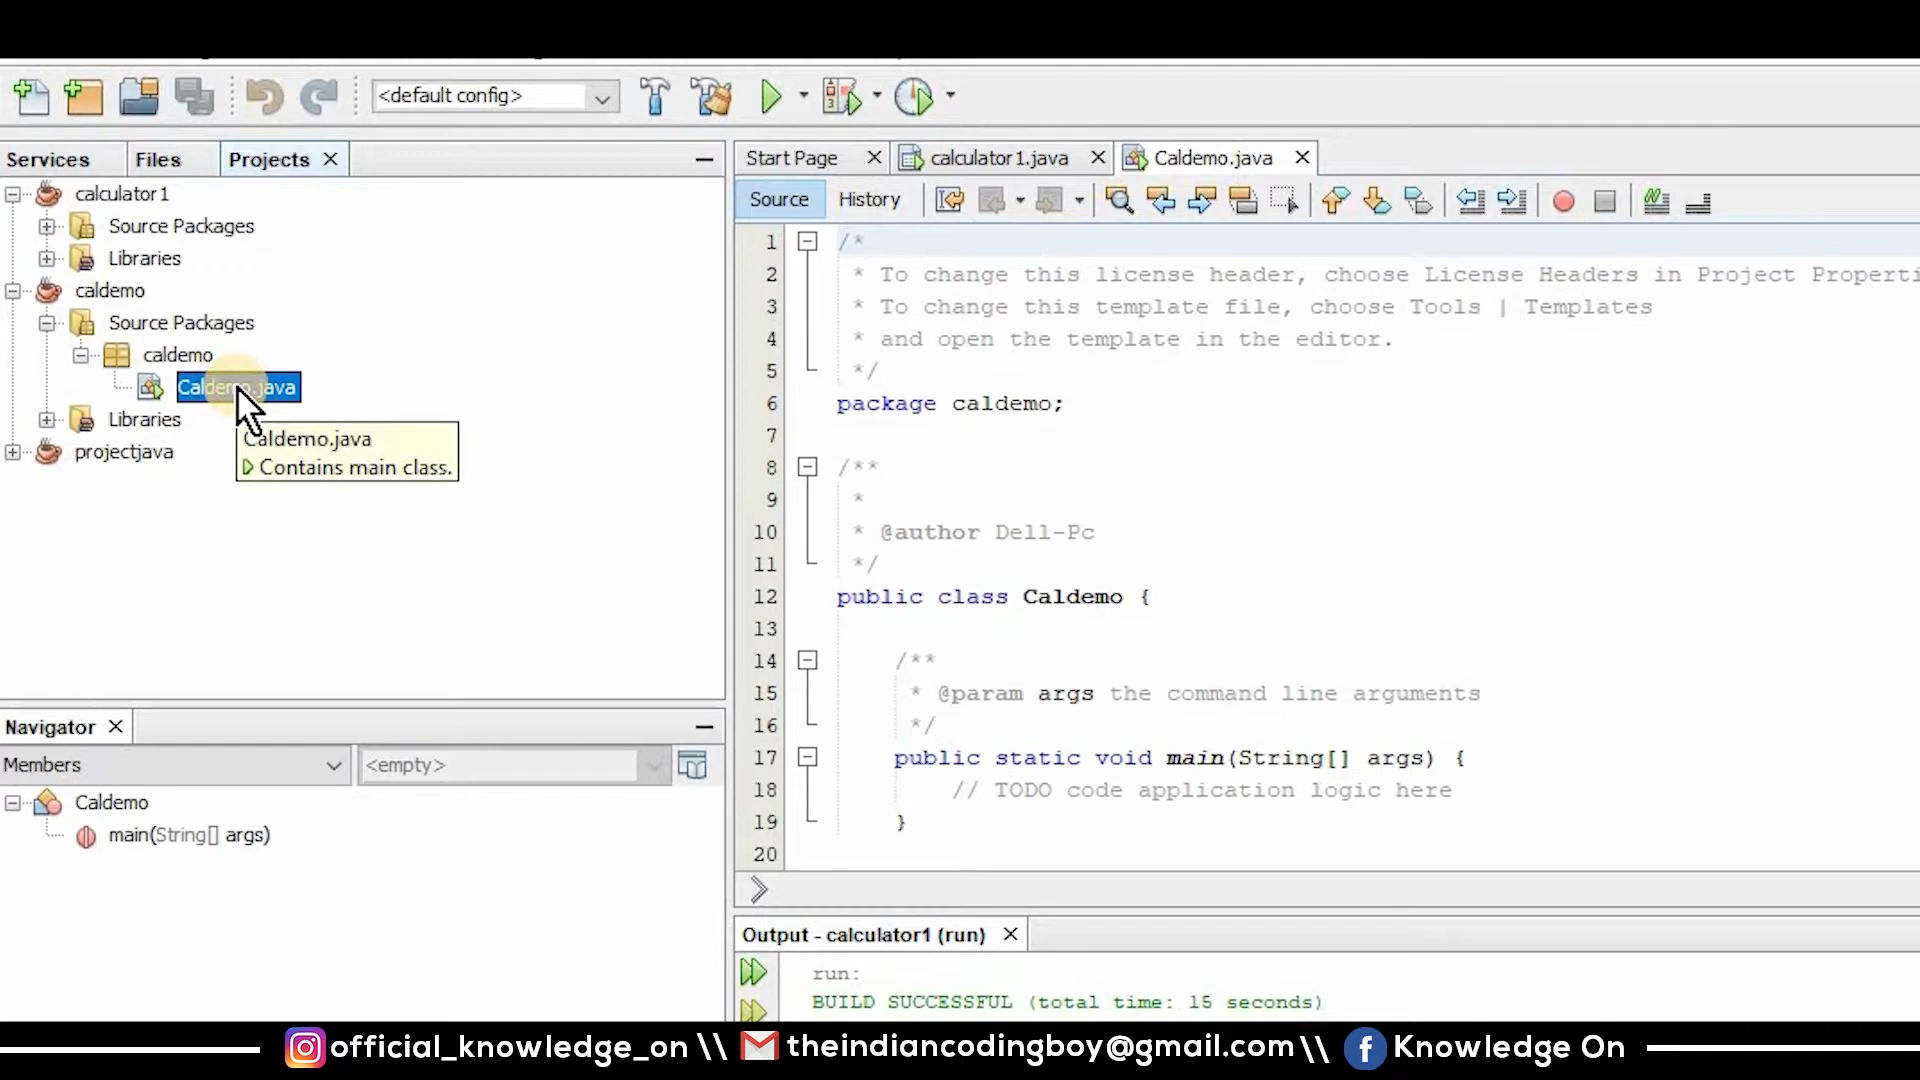 <default config>
Services
Files
Projects
calculator1
Source Packages
Libraries
caldemo
Source Packages
caldemo
Caldemo.java
Libraries
projectjava
Caldemo.java
Contains main class.
Navigator
Members
<empty>
Caldemo
main(String[] args)
Start Page
calculator1.java
Caldemo.java
Source
History
1 /*
2 * To change this license header, choose License Headers in Project Properti
3 * To change this template file, choose Tools | Templates
4 * and open the template in the editor.
5 */
6 package caldemo;
7
8 /**
9 *
10 * @author Dell-Pc
11 */
12 public class Caldemo {
13
14 /**
15 * @param args the command line arguments
16 */
17 public static void main(String[] args) {
18 // TODO code application logic here
19 }
20
Output - calculator1 (run)
run:
BUILD SUCCESSFUL (total time: 15 seconds)
official_knowledge_on \\ theindiancodingboy@gmail.com \\ Knowledge On